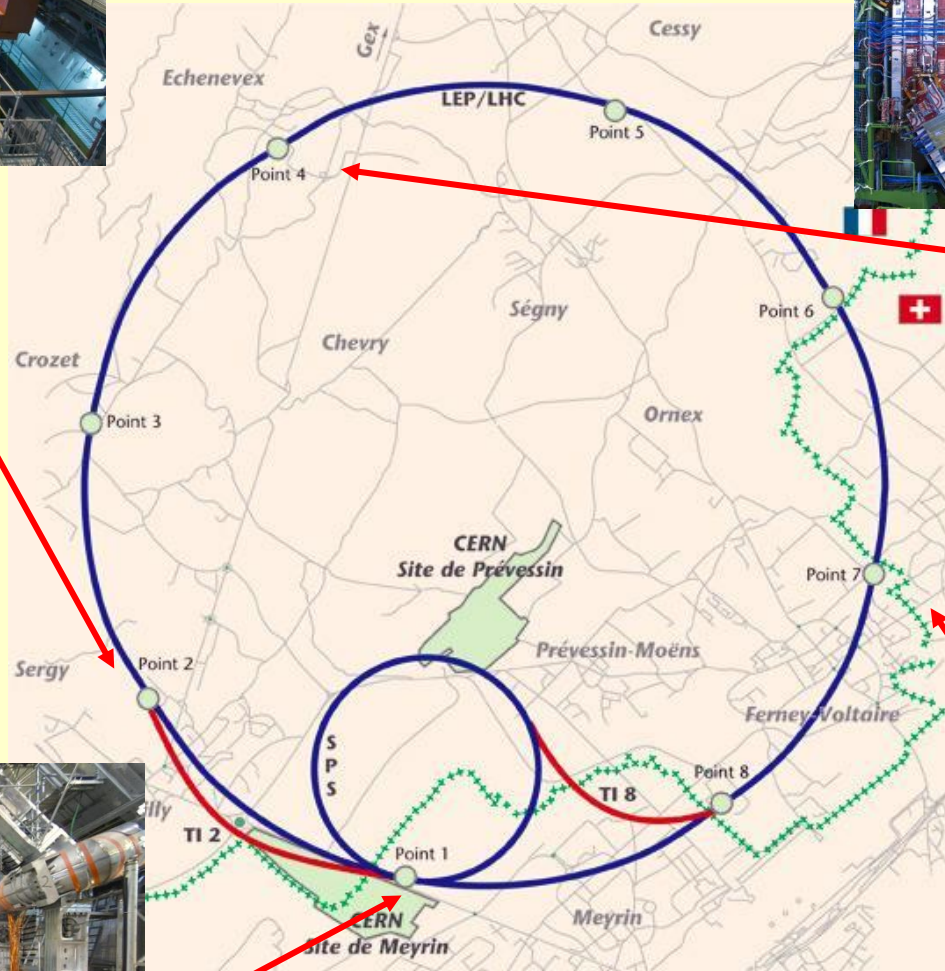 Cessy
Gex
Echenevex
LEP/LHC
Point 5
Point 4
Point 6
Ségny
Chevry
Crozet
Ornex
Point 3
CERN
Site de Prévessin
Point 7
Prévessin-Moëns
Point 2
Sergy
Ferney-Voltaire
S
P
S
Point 8
TI 8
illy
TI 2
Point 1
CERN
Site de Meyrin
Meyrin